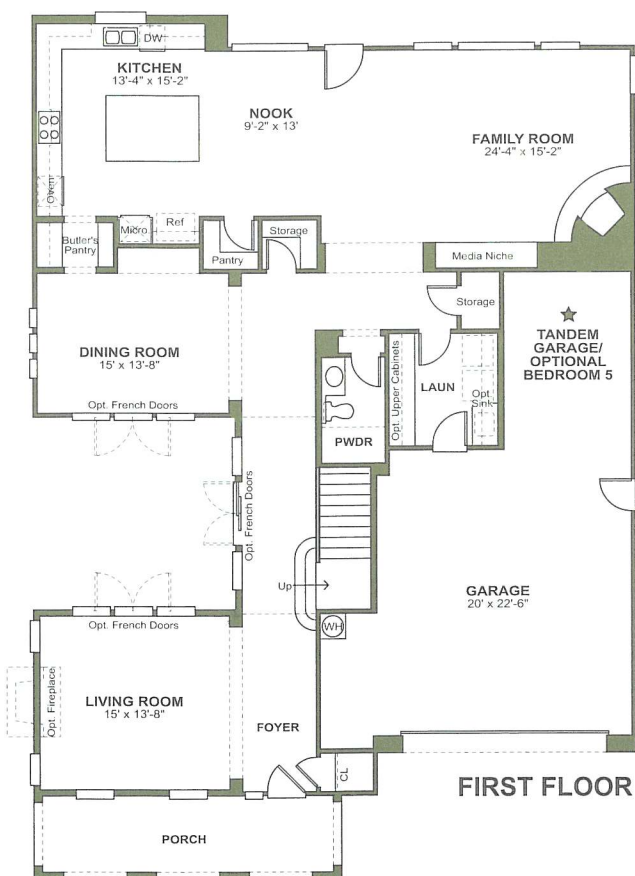 DW
KITCHEN
13'-4" x 15'-2"
NOOK
9'-2" x 13'
FAMILY ROOM
24'-4" x 15'-2"
Oven
Butler's
Pantry
Micro
Ref
Pantry
Storage
Media Niche
Storage
DINING ROOM
15' x 13'-8"
TANDEM
GARAGE/
OPTIONAL
BEDROOM 5
Opt. Upper Cabinets
LAUN
Opt
Sink
PWDR
Opt. French Doors
Opt. French Doors
Up
GARAGE
20' x 22'-6"
WH
Opt. French Doors
Opt. Fireplace
LIVING ROOM
15' x 13'-8"
FOYER
CL
FIRST FLOOR
PORCH